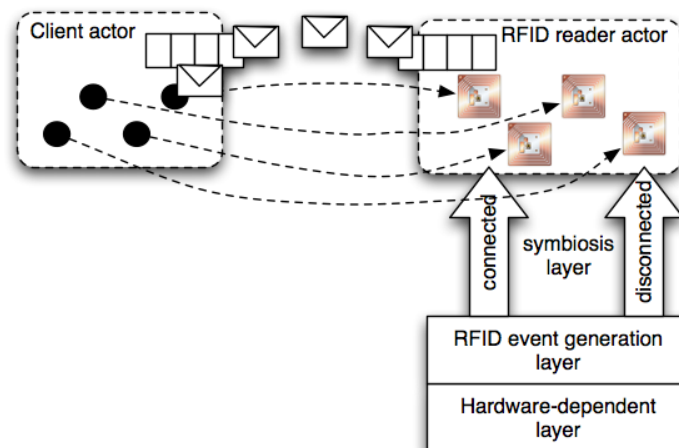 Client actor
RFID reader actor
connected
symbiosis
layer
disconnected
RFID event generation
layer
Hardware-dependent
layer